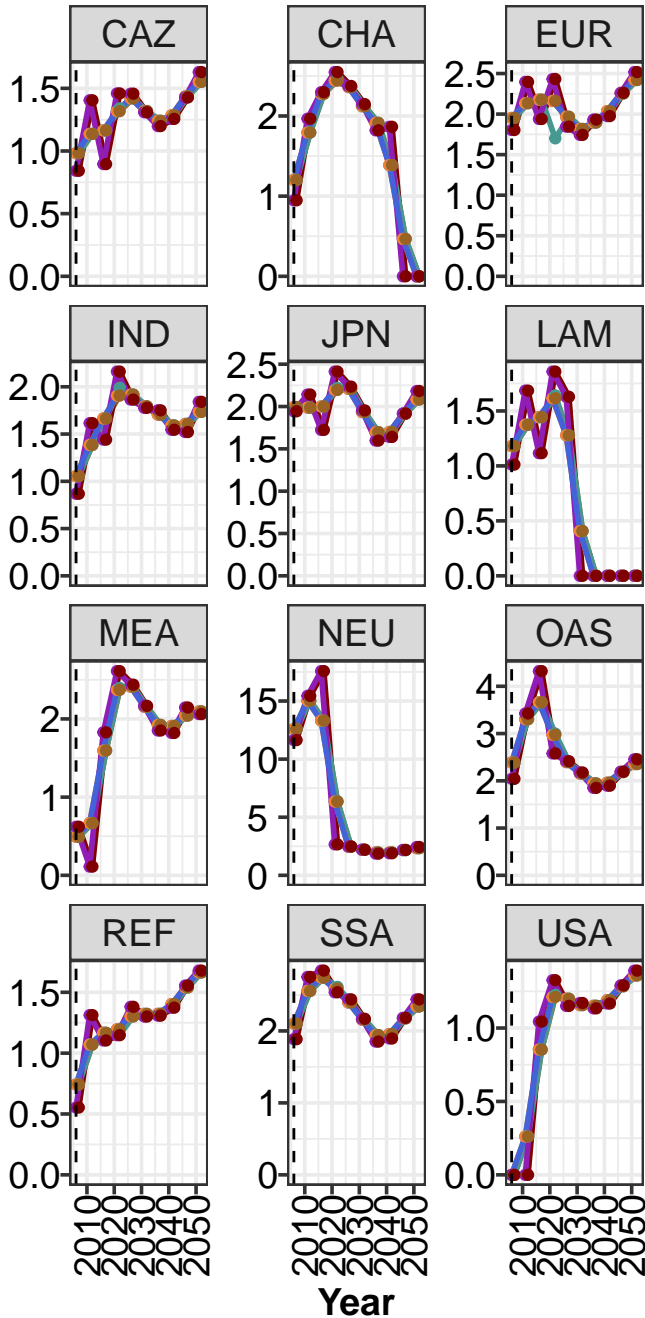 CAZ CHA EUR
1.5 2 2.5
1.0 1 2.0
0.5 0 1.5
0.0 1.0
0.5
0.0
IND JPN LAM
2.0 2.5 1.5
1.5 2.0 1.0
1.0 1.5 0.5
0.5 1.0 0.0
0.0 0.5
0.0
MEA NEU OAS
2 15 4
1 10 3
0 5 2
0 1
0
REF SSA USA
1.5 2 1.0
1.0 1 0.5
0.5 0 0.0
0.0
2010 2020 2030 2040 2050 2010 2020 2030 2040 2050 2010 2020 2030 2040 2050
Year